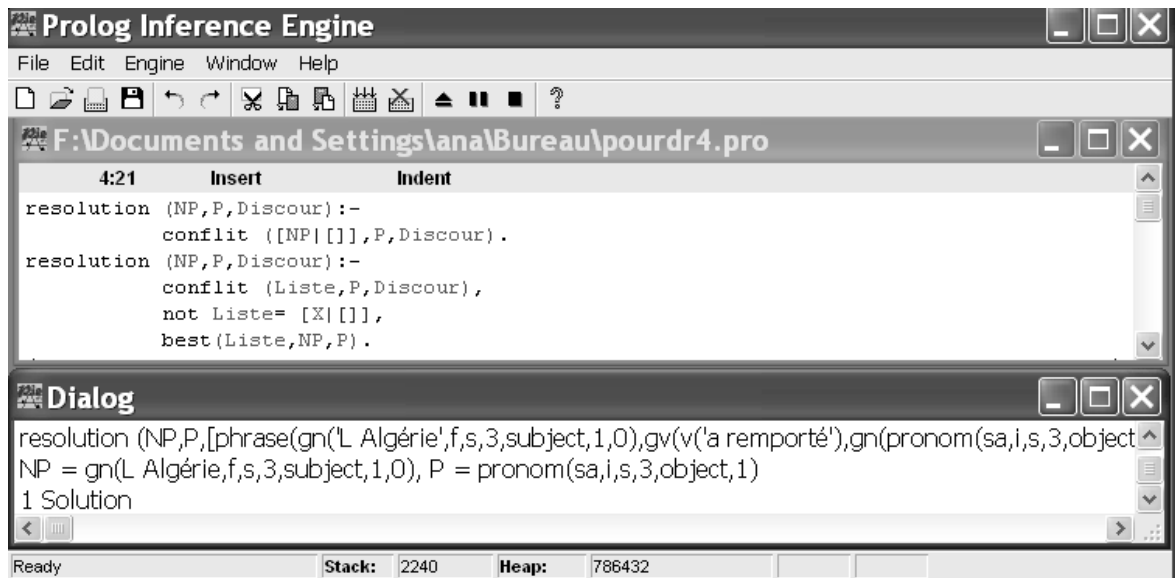 Prolog Inference Engine
File Edit Engine Window Help
F:\Documents and Settings\ana\Bureau\pourdr4.pro
4:21 Insert Indent
resolution (NP,P,Discour):-
conflit ([NP|[]],P,Discour).
resolution (NP,P,Discour):-
conflit (Liste,P,Discour),
not Liste= [X|[]],
best(Liste,NP,P).
Dialog
resolution (NP,P,[phrase(gn('L Algérie',f,s,3,subject,1,0),gv(v('a remporté'),gn(pronom(sa,i,s,3,object
NP = gn(L Algérie,f,s,3,subject,1,0), P = pronom(sa,i,s,3,object,1)
1 Solution
Ready Stack: 2240 Heap: 786432